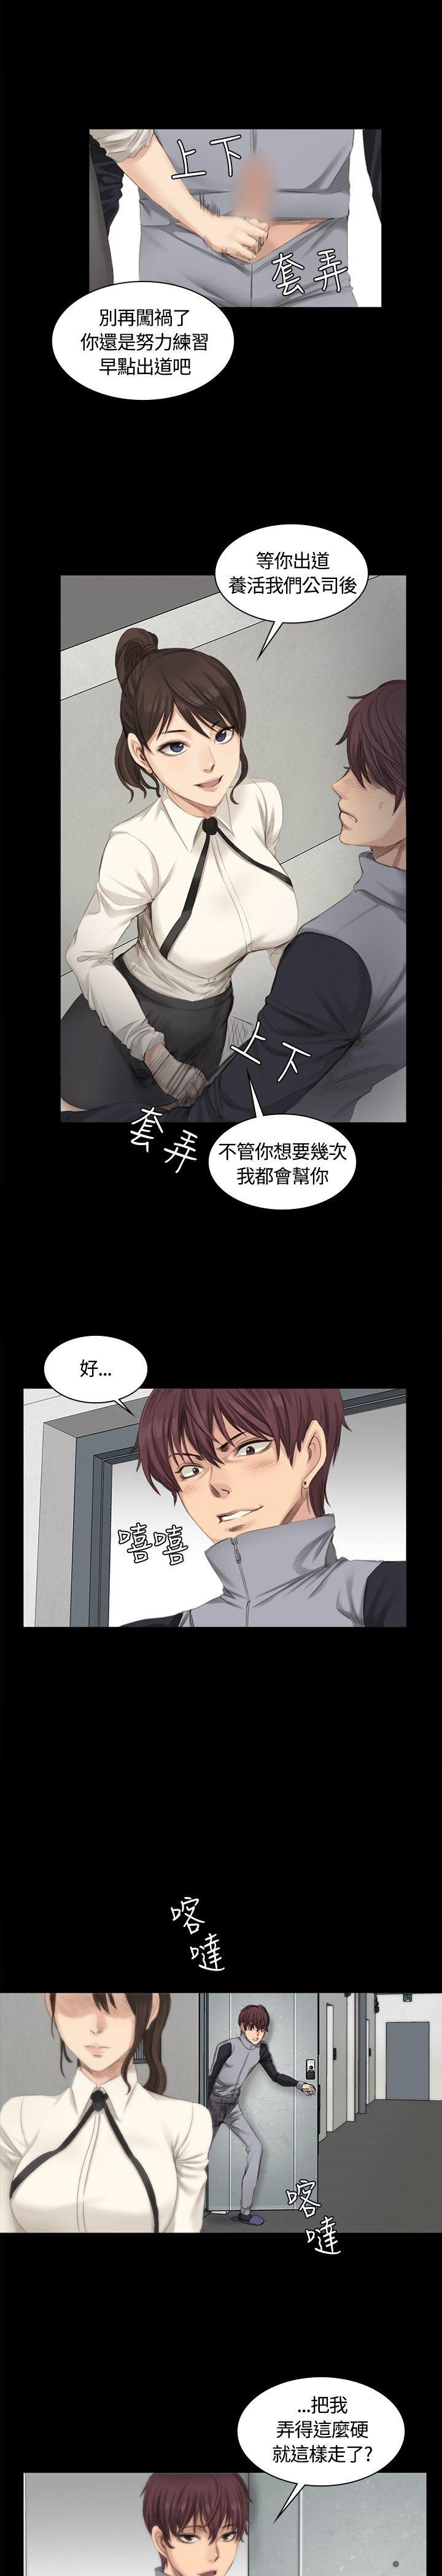 上下
套弄
別再闖禍了
你還是努力練習
早點出道吧
等你出道
養活我們公司後
上下
套弄
不管你想要幾次
我都會幫你
好...
嘻嘻
喀噠
喀噠
...把我
弄得這麼硬
就這樣走了?